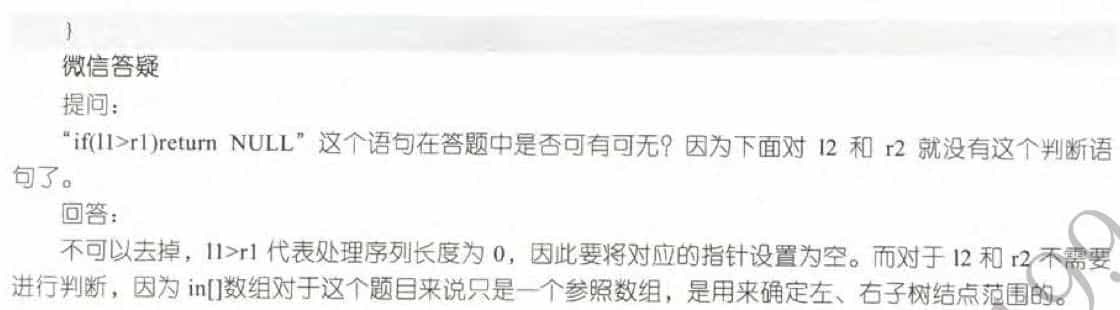 }
微信答疑
提问：
“if(l1>r1)return NULL”这个语句在答题中是否可有可无？因为下面对 l2 和 r2 就没有这个判断语
句了。
回答：
不可以去掉，l1>r1 代表处理序列长度为 0，因此要将对应的指针设置为空。而对于 l2 和 r2 不需要
进行判断，因为 in[]数组对于这个题目来说只是一个参照数组，是用来确定左、右子树结点范围的。